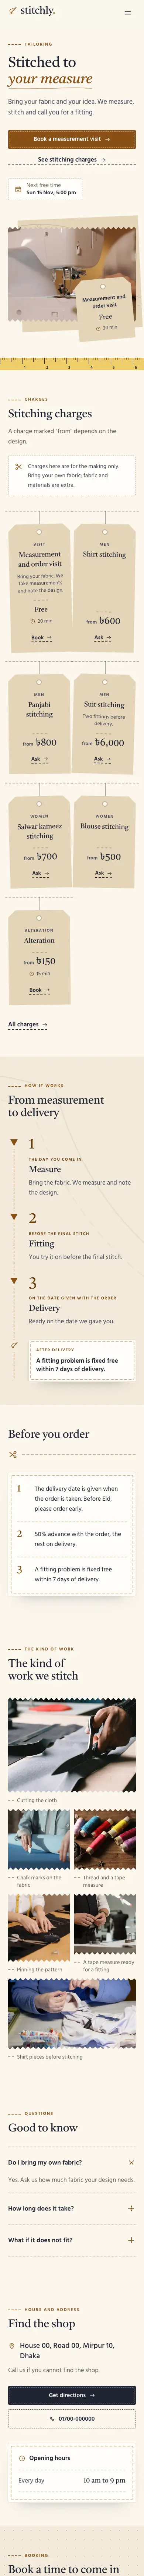 stitchly.
TAILORING
Stitched to
your measure
Bring your fabric and your idea. We measure,
stitch and call you for a fitting.
Book a measurement visit →
See stitching charges →
Next free time
Sun 15 Nov, 5:00 pm
Measurement and
order visit
Free
20 min
1 2 3 4 5 6
CHARGES
Stitching charges
A charge marked "from" depends on the
design.
Charges here are for the making only.
Bring your own fabric; fabric and
materials are extra.
VISIT
Measurement
and order visit
Bring your fabric. We
take measurements
and note the design.
Free
20 min
Book →
MEN
Shirt stitching
from ৳600
Ask →
MEN
Panjabi
stitching
from ৳800
Ask →
MEN
Suit stitching
Two fittings before
delivery.
from ৳6,000
Ask →
WOMEN
Salwar kameez
stitching
from ৳700
Ask →
WOMEN
Blouse stitching
from ৳500
Ask →
ALTERATION
Alteration
from ৳150
15 min
Book →
All charges →
HOW IT WORKS
From measurement
to delivery
1
THE DAY YOU COME IN
Measure
Bring the fabric. We measure and note
the design.
2
BEFORE THE FINAL STITCH
Fitting
You try it on before the final stitch.
3
ON THE DATE GIVEN WITH THE ORDER
Delivery
Ready on the date we gave you.
AFTER DELIVERY
A fitting problem is fixed free
within 7 days of delivery.
Before you order
1 The delivery date is given when
the order is taken. Before Eid,
please order early.
2 50% advance with the order, the
rest on delivery.
3 A fitting problem is fixed free
within 7 days of delivery.
THE KIND OF WORK
The kind of
work we stitch
Cutting the cloth
Chalk marks on the
fabric
Thread and a tape
measure
Pinning the pattern
A tape measure ready
for a fitting
Shirt pieces before stitching
QUESTIONS
Good to know
Do I bring my own fabric?
Yes. Ask us how much fabric your design needs.
How long does it take?
What if it does not fit?
HOURS AND ADDRESS
Find the shop
House 00, Road 00, Mirpur 10,
Dhaka
Call us if you cannot find the shop.
Get directions →
01700-000000
Opening hours
Every day 10 am to 9 pm
BOOKING
Book a time to come in